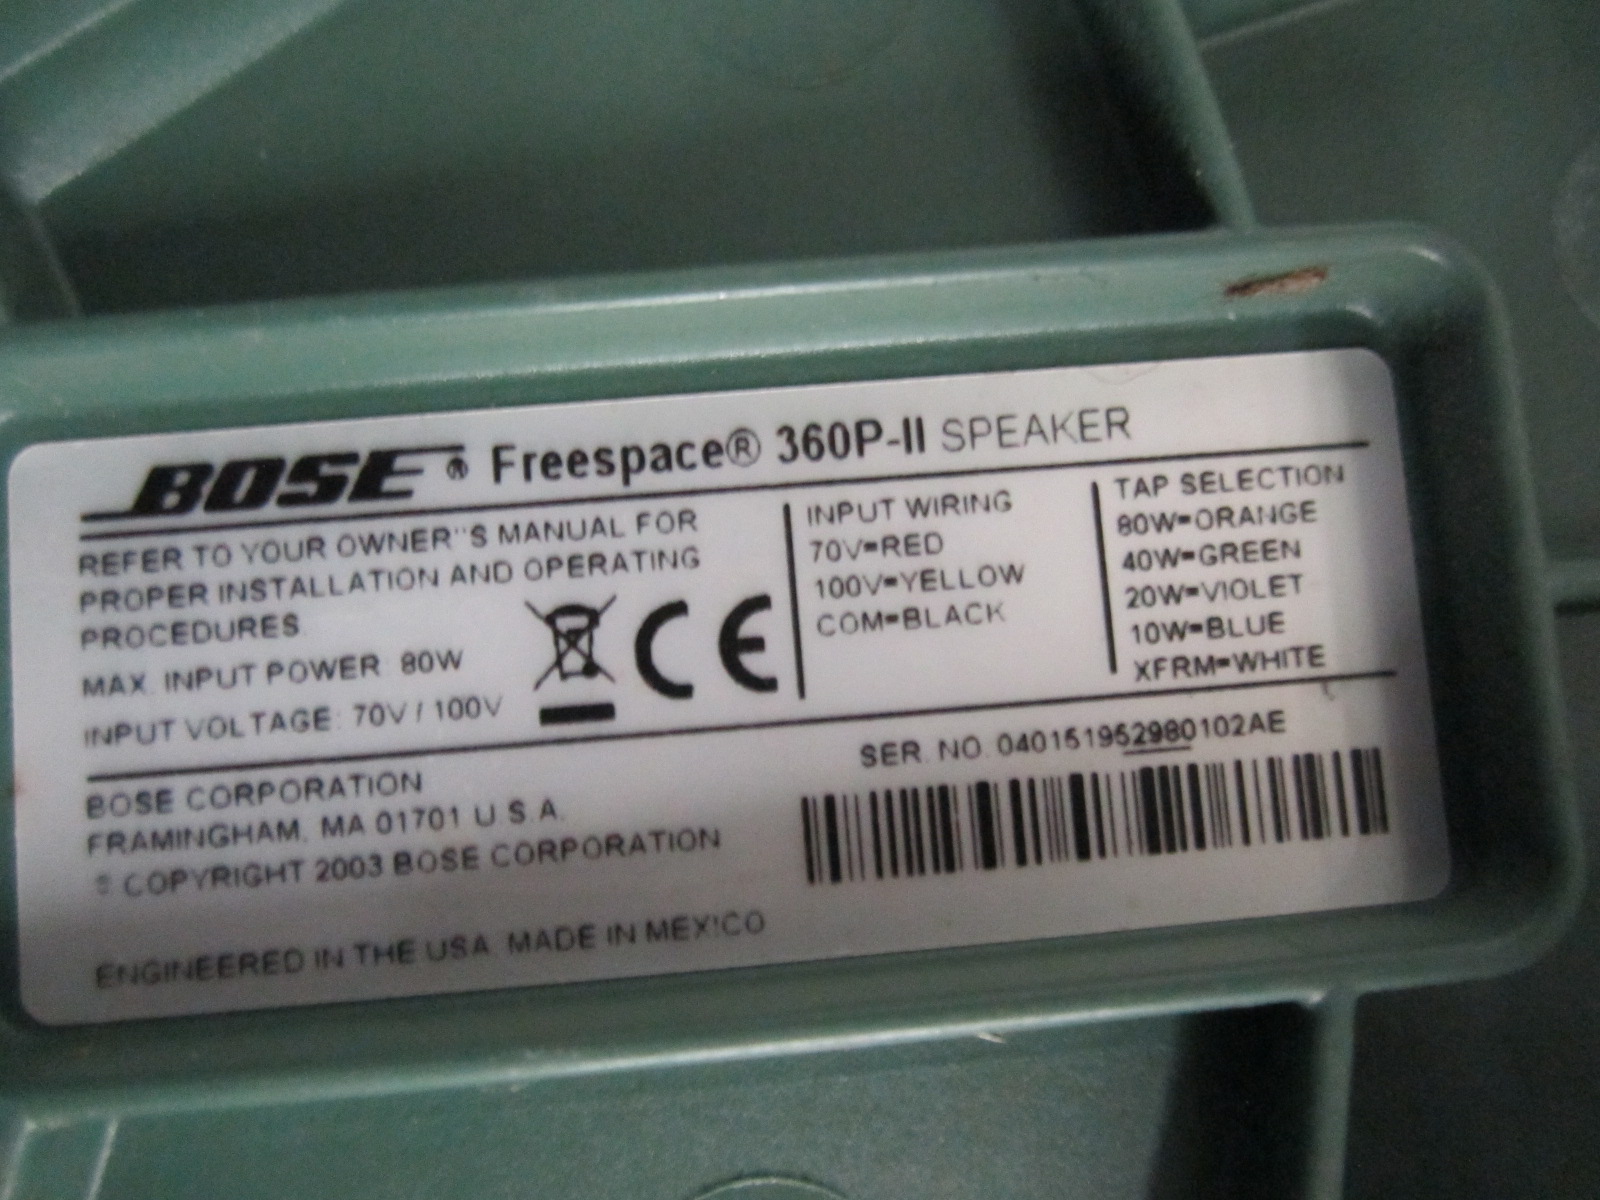 BOSE® Freespace® 360P-II SPEAKER
REFER TO YOUR OWNER"S MANUAL FOR
PROPER INSTALLATION AND OPERATING
PROCEDURES.
MAX. INPUT POWER: 80W
INPUT VOLTAGE: 70V / 100V
CE
INPUT WIRING
70V=RED
100V=YELLOW
COM=BLACK
TAP SELECTION
80W=ORANGE
40W=GREEN
20W=VIOLET
10W=BLUE
XFRM=WHITE
BOSE CORPORATION
FRAMINGHAM, MA 01701 U.S.A.
© COPYRIGHT 2003 BOSE CORPORATION
ENGINEERED IN THE USA. MADE IN MEXICO
SER. NO. 040151952980102AE